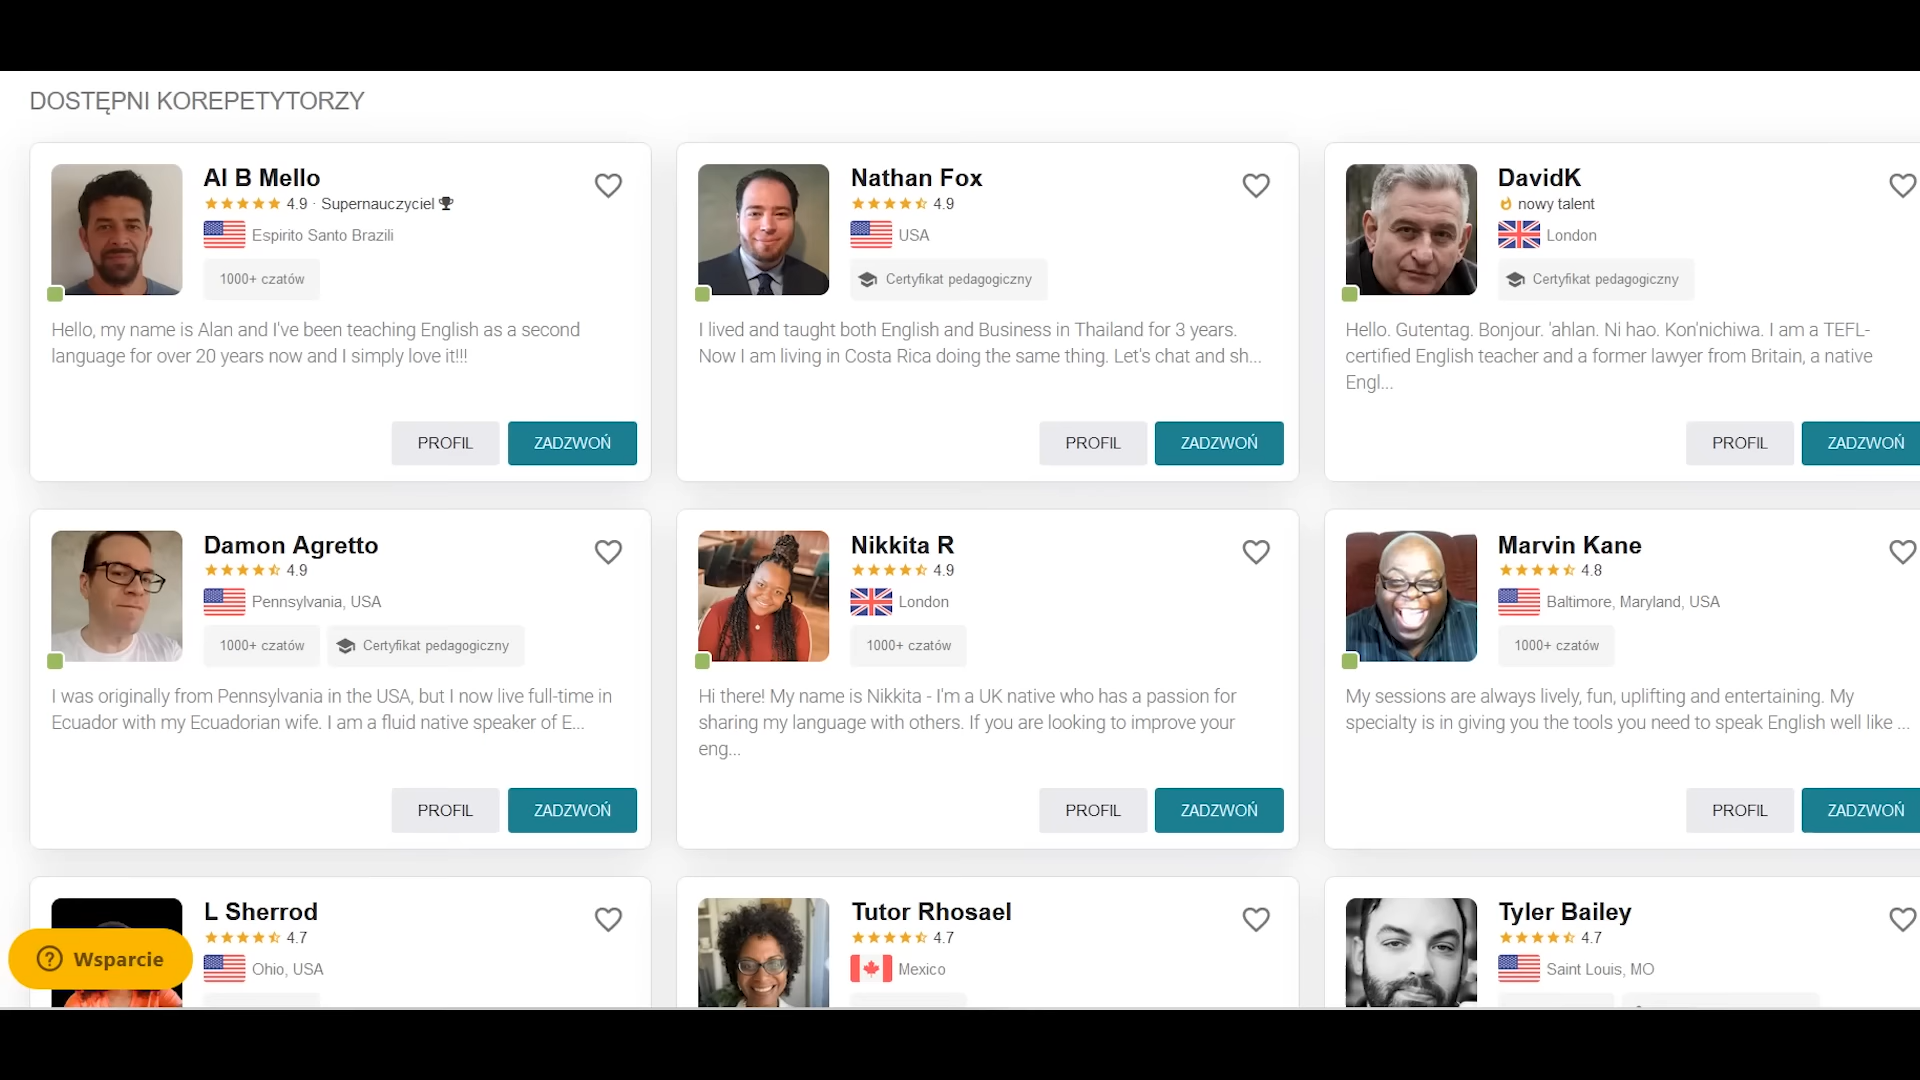 DOSTĘPNI KOREPETYTORZY
Al B Mello
4.9 · Supernauczyciel
Espirito Santo Brazili
1000+ czatów
Hello, my name is Alan and I've been teaching English as a second
language for over 20 years now and I simply love it!!!
PROFIL
ZADZWOŃ
Nathan Fox
4.9
USA
Certyfikat pedagogiczny
I lived and taught both English and Business in Thailand for 3 years.
Now I am living in Costa Rica doing the same thing. Let's chat and sh...
PROFIL
ZADZWOŃ
DavidK
nowy talent
London
Certyfikat pedagogiczny
Hello. Gutentag. Bonjour. 'ahlan. Ni hao. Kon'nichiwa. I am a TEFL-
certified English teacher and a former lawyer from Britain, a native
Engl...
PROFIL
ZADZWOŃ
Damon Agretto
4.9
Pennsylvania, USA
1000+ czatów
Certyfikat pedagogiczny
I was originally from Pennsylvania in the USA, but I now live full-time in
Ecuador with my Ecuadorian wife. I am a fluid native speaker of E...
PROFIL
ZADZWOŃ
Nikkita R
4.9
London
1000+ czatów
Hi there! My name is Nikkita - I'm a UK native who has a passion for
sharing my language with others. If you are looking to improve your
eng...
PROFIL
ZADZWOŃ
Marvin Kane
4.8
Baltimore, Maryland, USA
1000+ czatów
My sessions are always lively, fun, uplifting and entertaining. My
specialty is in giving you the tools you need to speak English well like ...
PROFIL
ZADZWOŃ
L Sherrod
4.7
Ohio, USA
Tutor Rhosael
4.7
Mexico
Tyler Bailey
4.7
Saint Louis, MO
Wsparcie